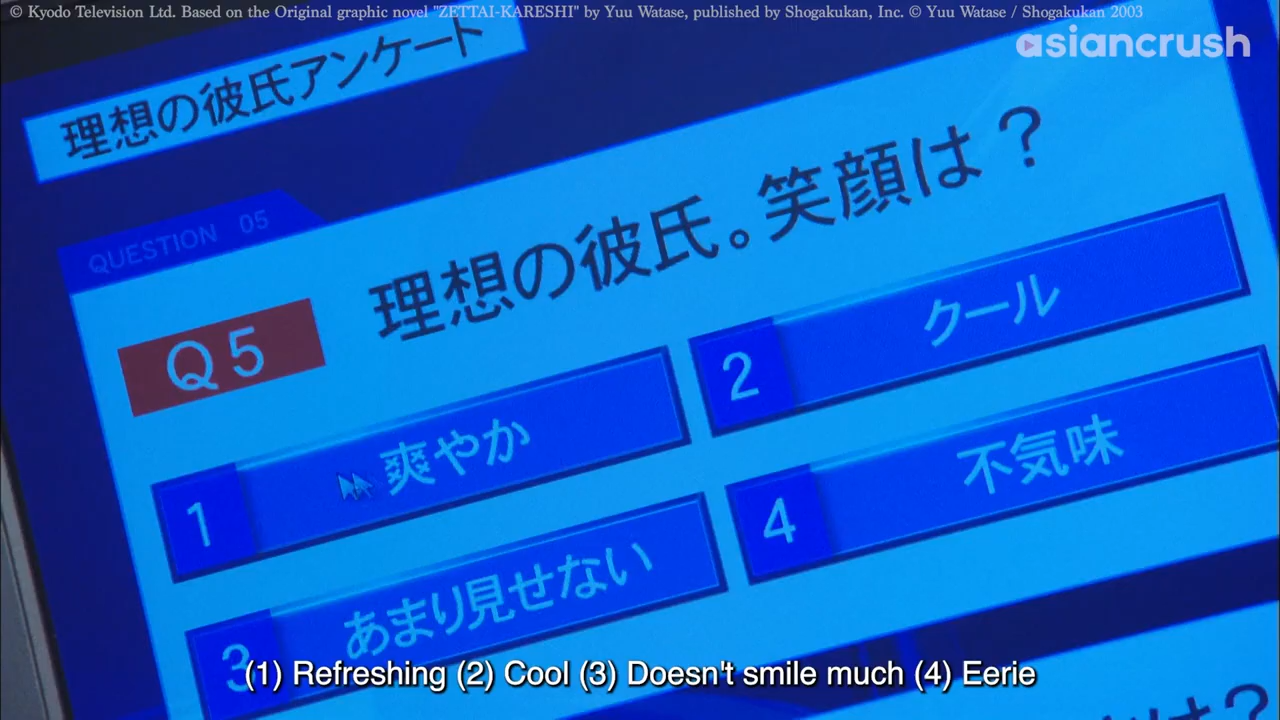 © Kyodo Television Ltd. Based on the Original graphic novel "ZETTAI-KARESHI" by Yuu Watase, published by Shogakukan, Inc. © Yuu Watase / Shogakukan 2003
asiancrush
理想の彼氏アンケート
QUESTION 05
Q5
理想の彼氏。笑顔は？
1 爽やか
2 クール
3 あまり見せない
4 不気味
は？
(1) Refreshing (2) Cool (3) Doesn't smile much (4) Eerie